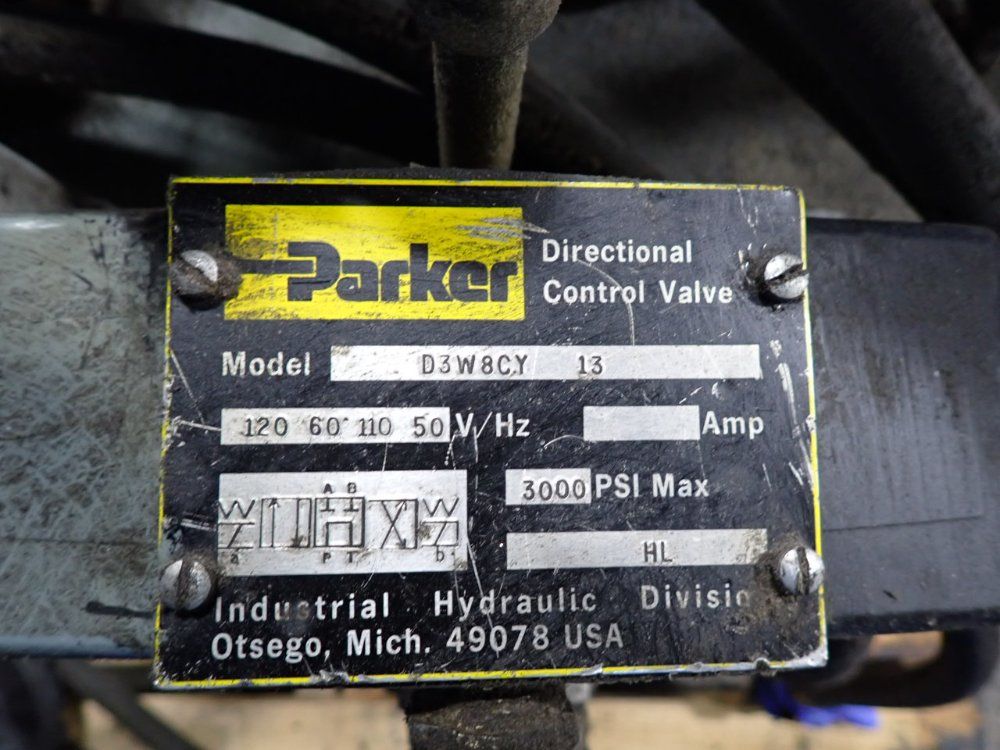 Parker
Directional
Control Valve
Model D3W8CY 13
120 60 110 50 V/Hz Amp
3000 PSI Max
A B
a P T b
HL
Industrial Hydraulic Divisio
Otsego, Mich. 49078 USA